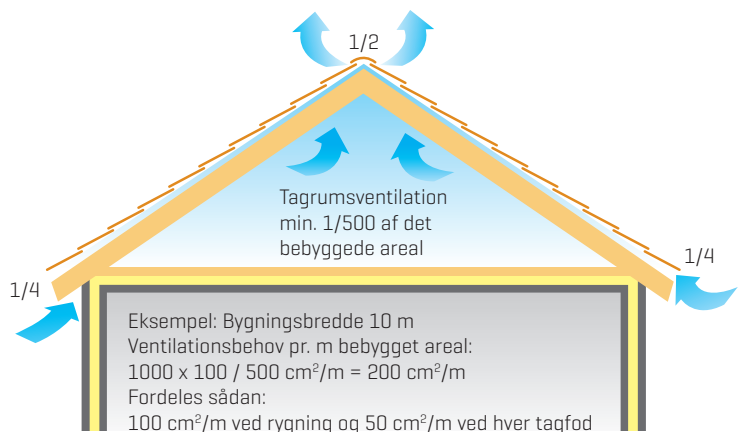 1/2
Tagrumsventilation
min. 1/500 af det
bebyggede areal
1/4
1/4
Eksempel: Bygningsbredde 10 m
Ventilationsbehov pr. m bebygget areal:
1000 x 100 / 500 cm²/m = 200 cm²/m
Fordeles sådan:
100 cm²/m ved rygning og 50 cm²/m ved hver tagfod